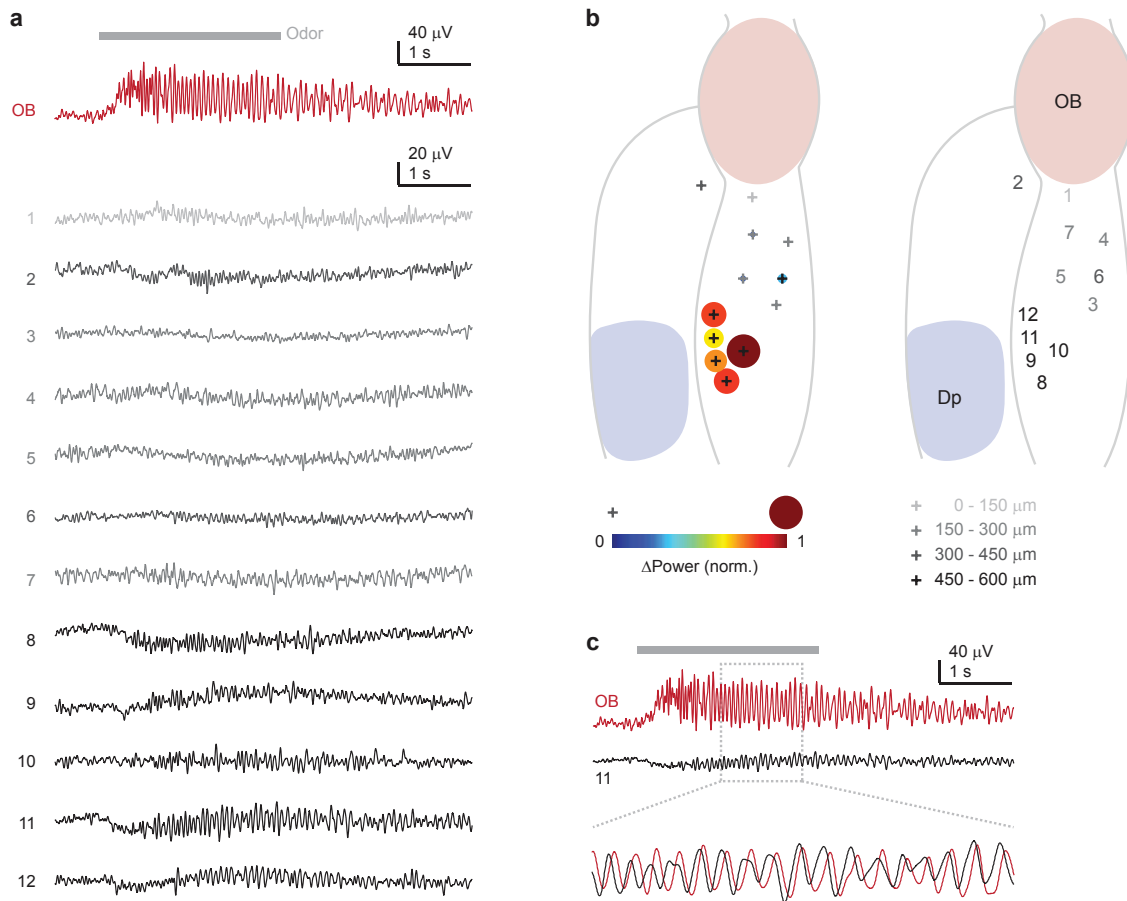 a
Odor
40 µV
1 s
OB
20 µV
1 s
1
2
3
4
5
6
7
8
9
10
11
12
b
OB
2
1
7
4
5
6
3
12
11
10
9
8
Dp
0
1
ΔPower (norm.)
0 - 150 µm
150 - 300 µm
300 - 450 µm
450 - 600 µm
c
40 µV
1 s
OB
11